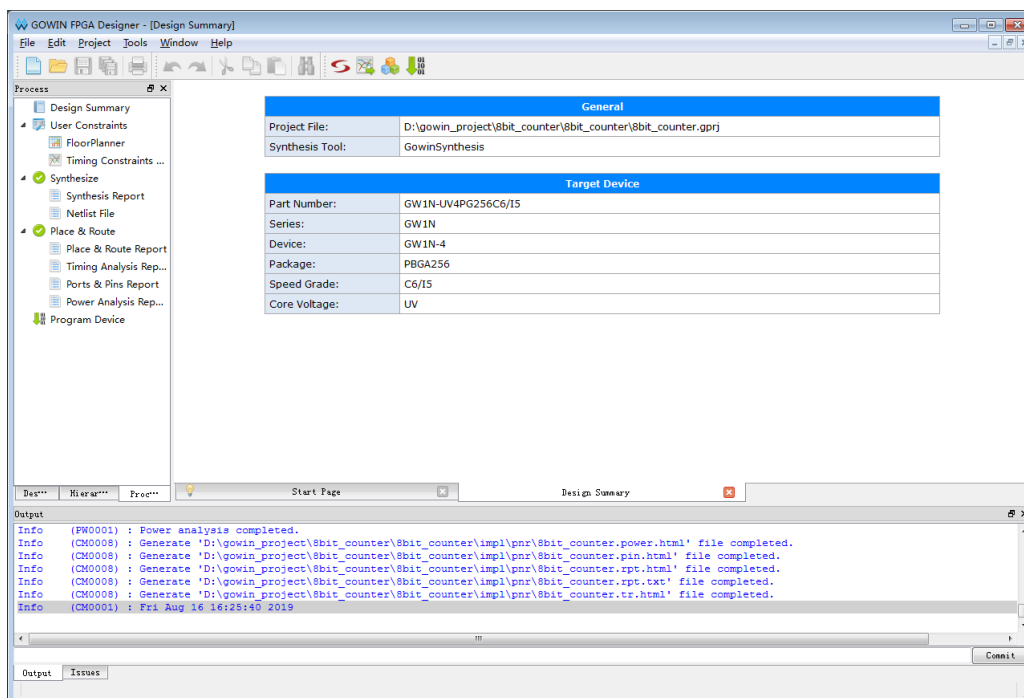 GOWIN FPGA Designer - [Design Summary]
File Edit Project Tools Window Help
Process
Design Summary
User Constraints
FloorPlanner
Timing Constraints ...
Synthesize
Synthesis Report
Netlist File
Place & Route
Place & Route Report
Timing Analysis Rep...
Ports & Pins Report
Power Analysis Rep...
Program Device
General
Project File: D:\gowin_project\8bit_counter\8bit_counter\8bit_counter.gprj
Synthesis Tool: GowinSynthesis
Target Device
Part Number: GW1N-UV4PG256C6/I5
Series: GW1N
Device: GW1N-4
Package: PBGA256
Speed Grade: C6/I5
Core Voltage: UV
Des··· Hierar··· Proc···
Start Page Design Summary
Output
Info (PW0001) : Power analysis completed.
Info (CM0008) : Generate 'D:\gowin_project\8bit_counter\8bit_counter\impl\pnr\8bit_counter.power.html' file completed.
Info (CM0008) : Generate 'D:\gowin_project\8bit_counter\8bit_counter\impl\pnr\8bit_counter.pin.html' file completed.
Info (CM0008) : Generate 'D:\gowin_project\8bit_counter\8bit_counter\impl\pnr\8bit_counter.rpt.html' file completed.
Info (CM0008) : Generate 'D:\gowin_project\8bit_counter\8bit_counter\impl\pnr\8bit_counter.rpt.txt' file completed.
Info (CM0008) : Generate 'D:\gowin_project\8bit_counter\8bit_counter\impl\pnr\8bit_counter.tr.html' file completed.
Info (CM0001) : Fri Aug 16 16:25:40 2019
Commit
Output Issues